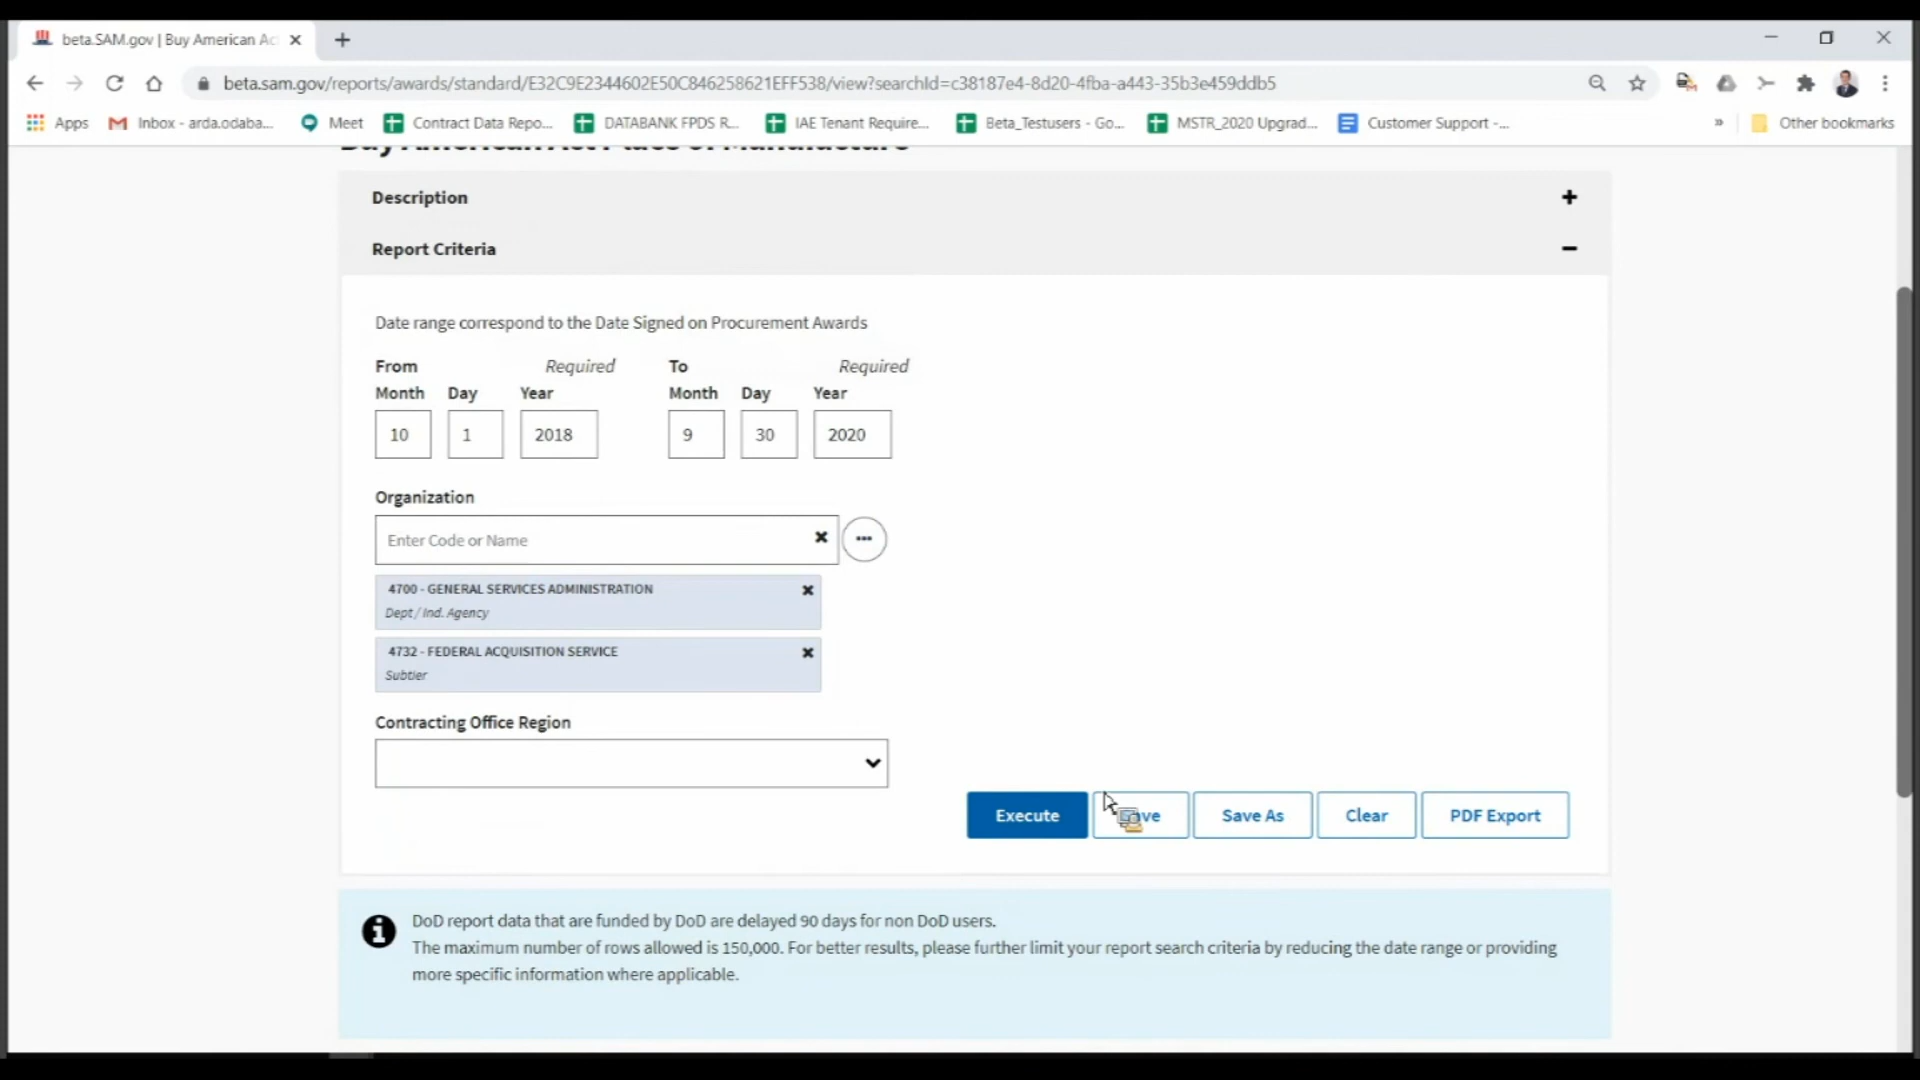 beta.SAM.gov | Buy American Ac
beta.sam.gov/reports/awards/standard/E32C9E2344602E50C846258621EFF538/view?searchId=c38187e4-8d20-4fba-a443-35b3e459ddb5
Apps Inbox - arda.odaba... Meet Contract Data Repo... DATABANK FPDS R... IAE Tenant Require... Beta_Testusers - Go... MSTR_2020 Upgrad... Customer Support -... » Other bookmarks
Buy American Act Place of Manufacture
Description
Report Criteria
Date range correspond to the Date Signed on Procurement Awards
From Required To Required
Month Day Year Month Day Year
10 1 2018 9 30 2020
Organization
Enter Code or Name
4700 - GENERAL SERVICES ADMINISTRATION
Dept / Ind. Agency
4732 - FEDERAL ACQUISITION SERVICE
Subtier
Contracting Office Region
Execute Save Save As Clear PDF Export
DoD report data that are funded by DoD are delayed 90 days for non DoD users.
The maximum number of rows allowed is 150,000. For better results, please further limit your report search criteria by reducing the date range or providing
more specific information where applicable.